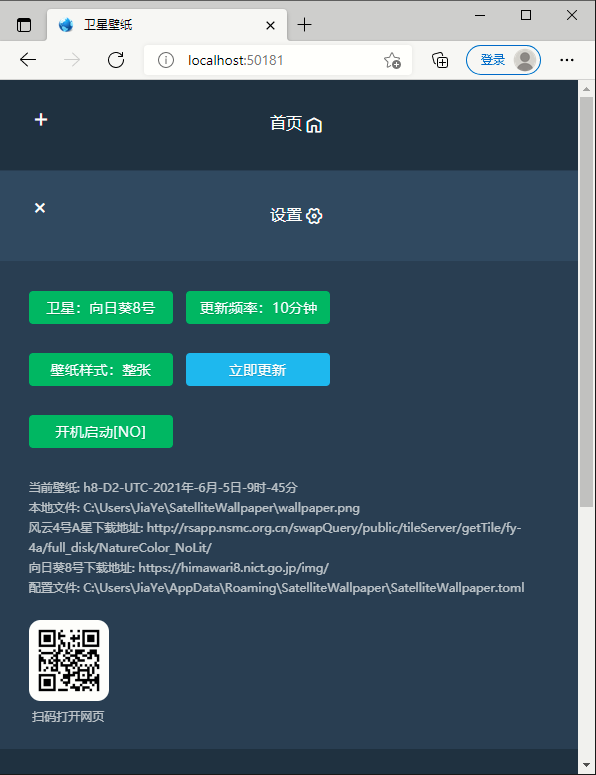 卫星壁纸
localhost:50181
登录
首页
设置
卫星：向日葵8号
更新频率：10分钟
壁纸样式：整张
立即更新
开机启动[NO]
当前壁纸: h8-D2-UTC-2021年-6月-5日-9时-45分
本地文件: C:\Users\JiaYe\SatelliteWallpaper\wallpaper.png
风云4号A星下载地址: http://rsapp.nsmc.org.cn/swapQuery/public/tileServer/getTile/fy-
4a/full_disk/NatureColor_NoLit/
向日葵8号下载地址: https://himawari8.nict.go.jp/img/
配置文件: C:\Users\JiaYe\AppData\Roaming\SatelliteWallpaper\SatelliteWallpaper.toml
扫码打开网页